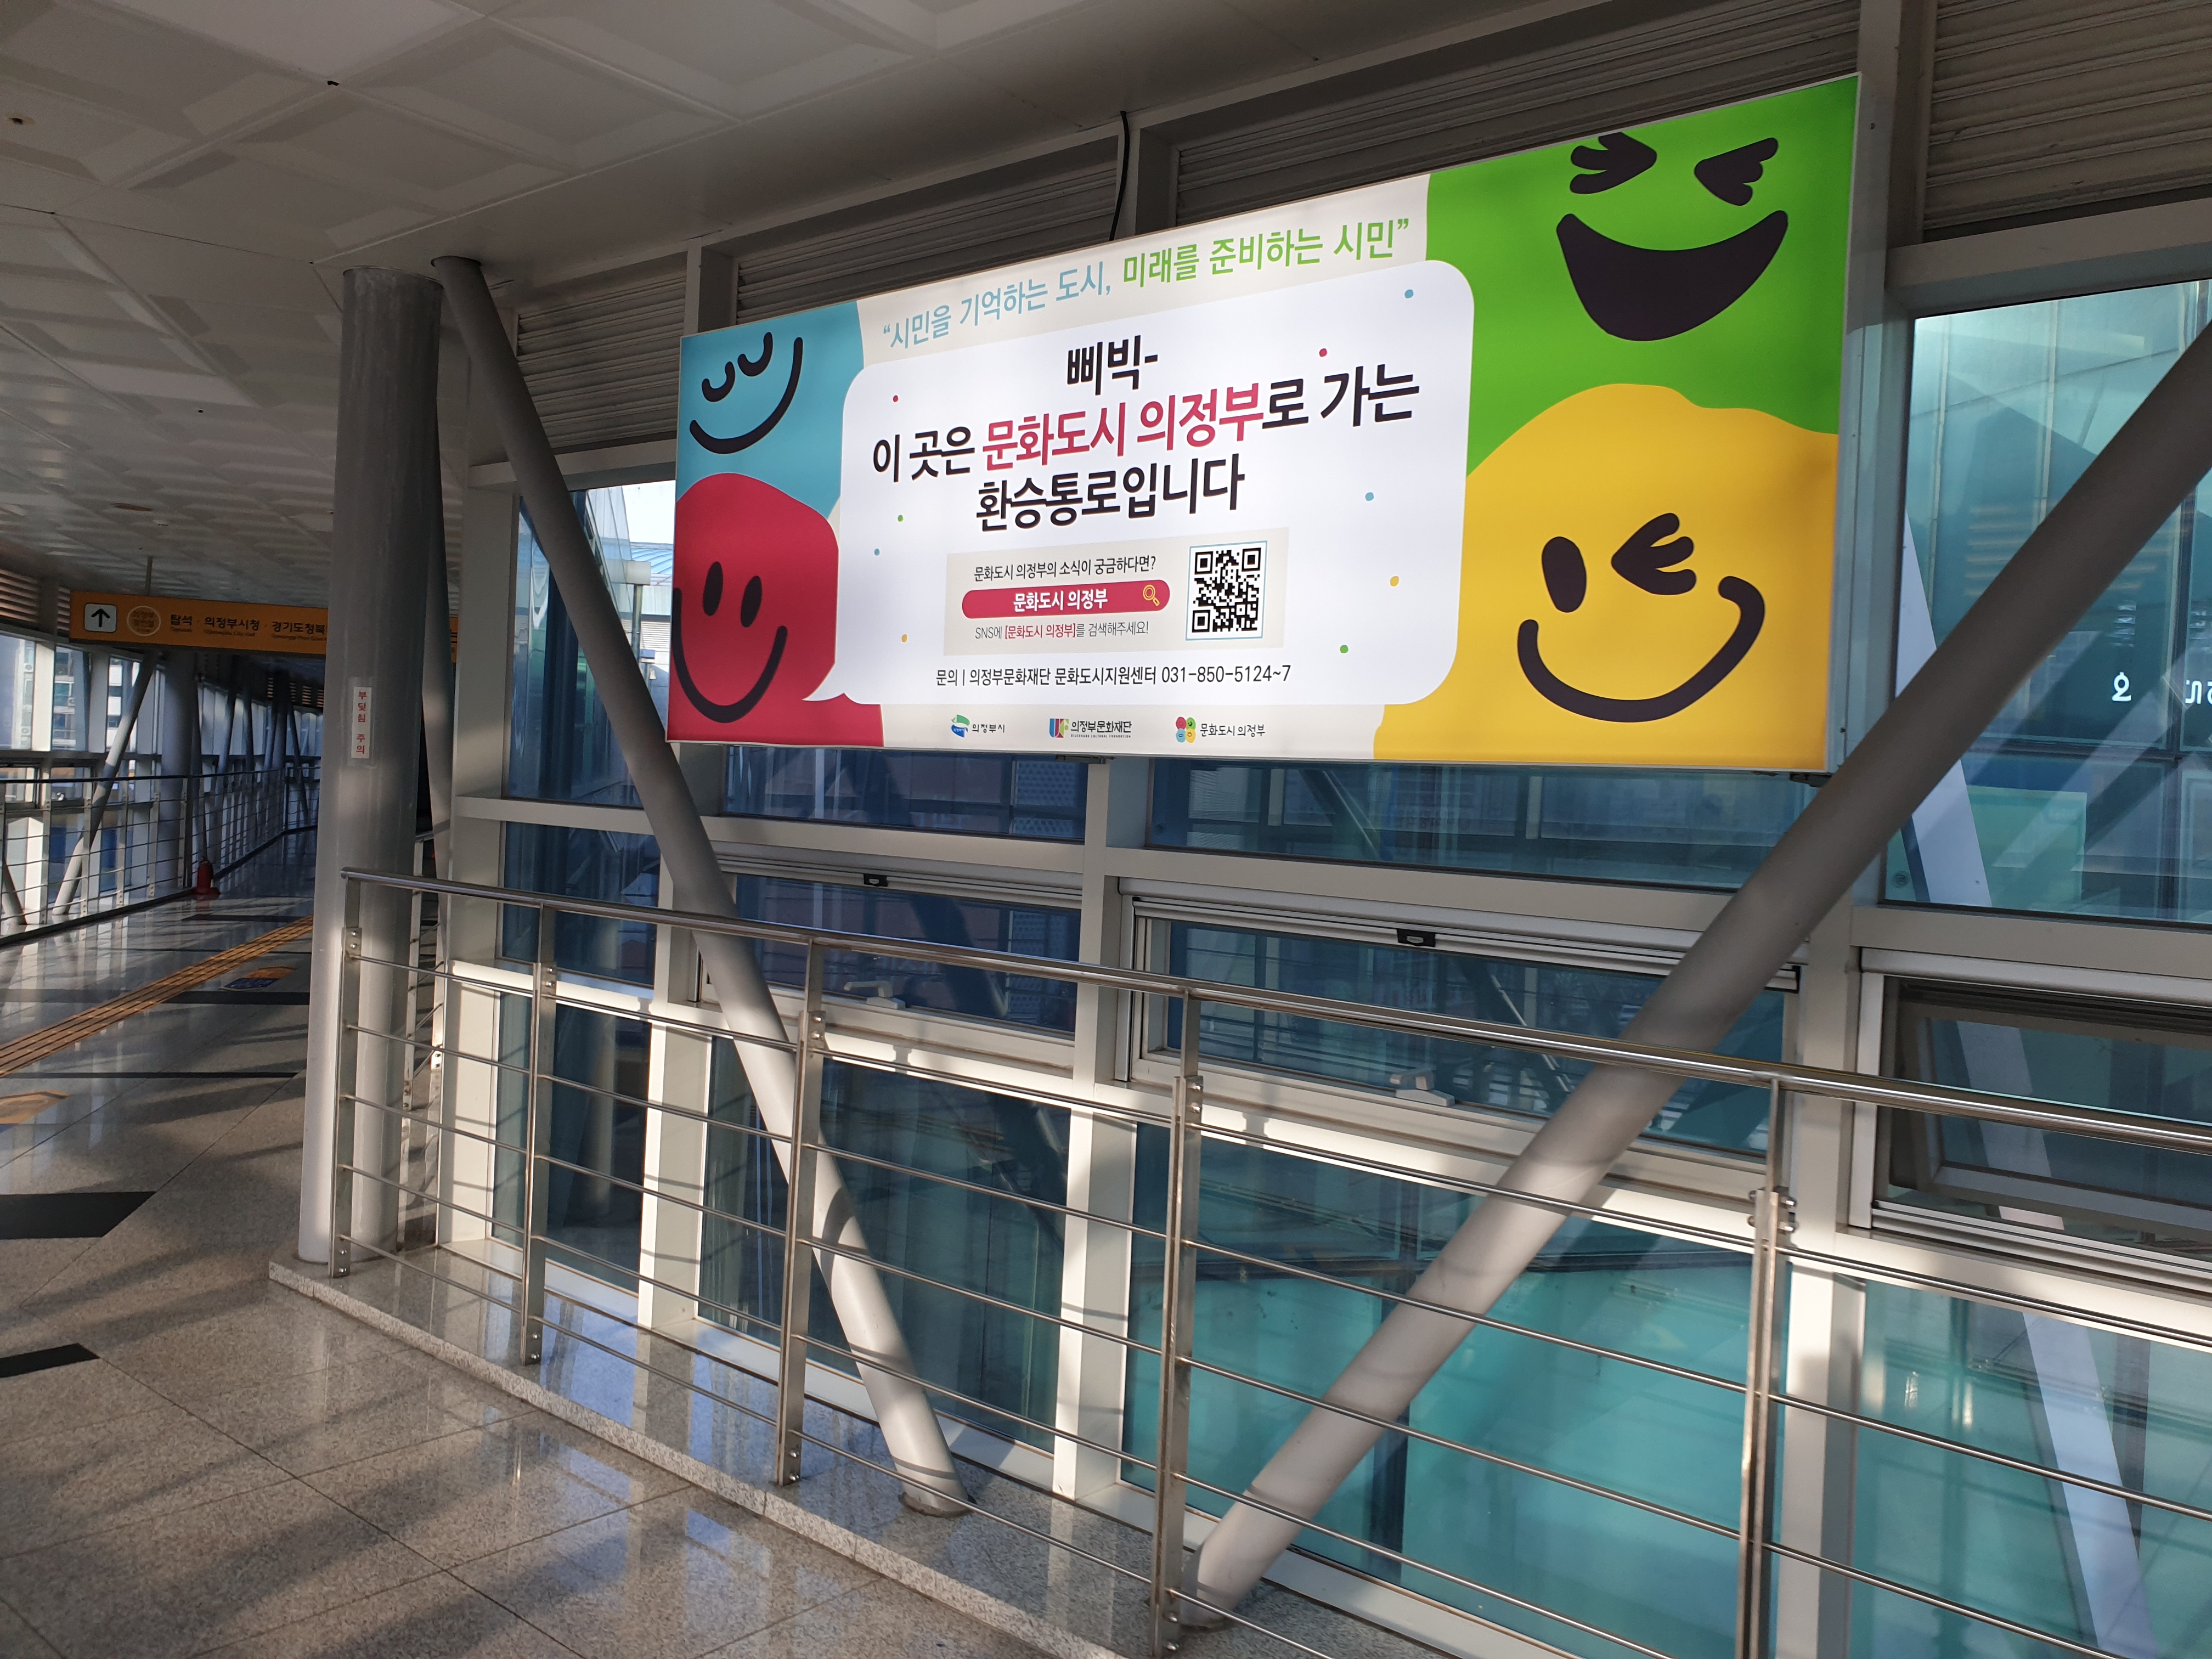 “시민을 기억하는 도시, 미래를 준비하는 시민”
삐빅-
이 곳은 문화도시 의정부로 가는
환승통로입니다
문화도시 의정부의 소식이 궁금하다면?
문화도시 의정부
SNS에 [문화도시 의정부]를 검색해주세요!
문의 | 의정부문화재단 문화도시지원센터 031-850-5124~7
의정부시
의정부문화재단
문화도시 의정부
탑석 · 의정부시청 · 경기도청북
부딪힘 주의